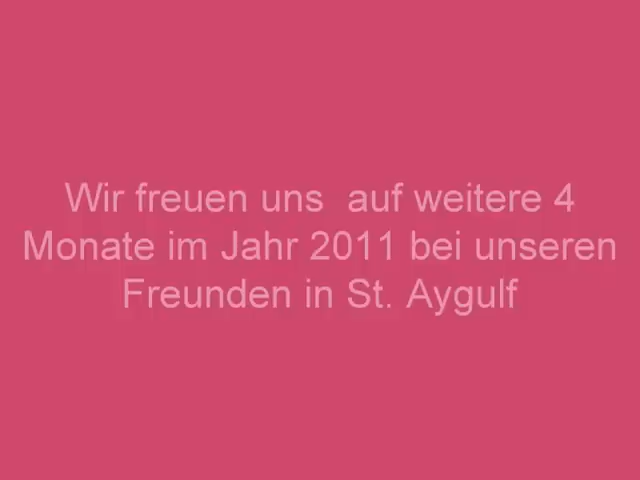 Wir freuen uns  auf weitere 4
Monate im Jahr 2011 bei unseren
Freunden in St. Aygulf